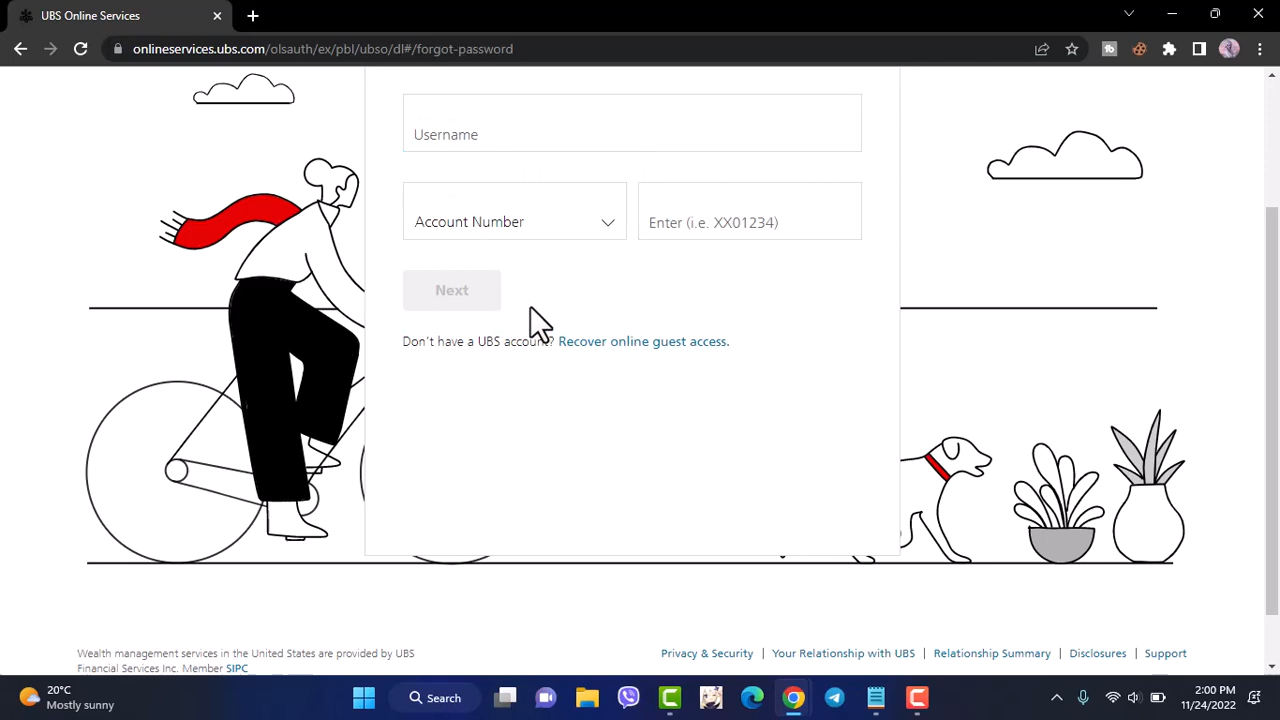 UBS Online Services
onlineservices.ubs.com/olsauth/ex/pbl/ubso/dl#/forgot-password
Username
Account Number
Enter (i.e. XX01234)
Next
Don't have a UBS account? Recover online guest access.
Wealth management services in the United States are provided by UBS
Financial Services Inc. Member SIPC
Privacy & Security | Your Relationship with UBS | Relationship Summary | Disclosures | Support
20°C
Mostly sunny
Search
2:00 PM
11/24/2022